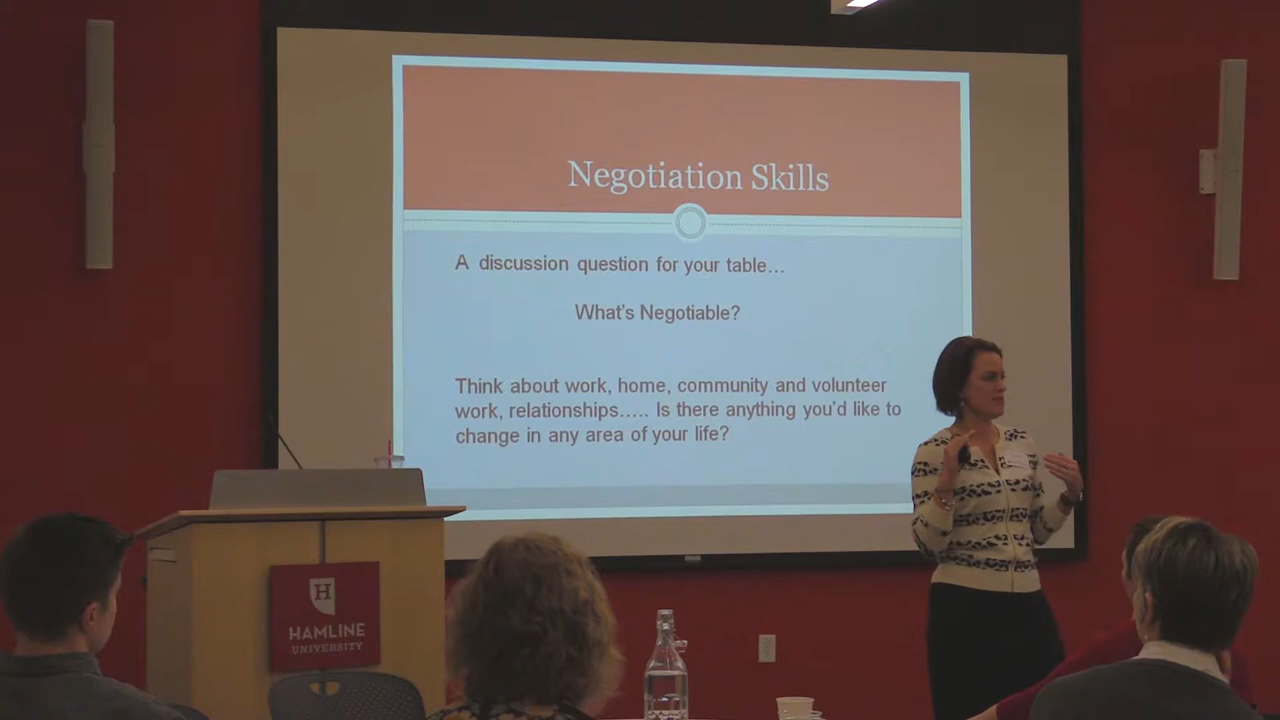 Negotiation Skills
A discussion question for your table...
What's Negotiable?
Think about work, home, community and volunteer
work, relationships..... Is there anything you'd like to
change in any area of your life?
H
HAMLINE
UNIVERSITY